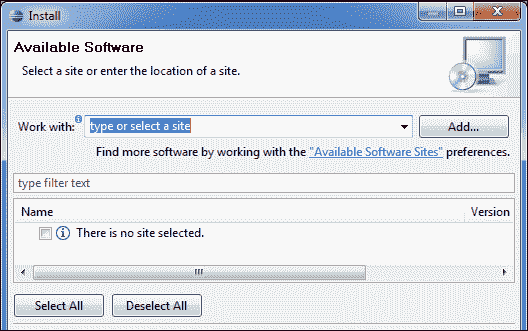 Install
Available Software
Select a site or enter the location of a site.
Work with: type or select a site Add...
Find more software by working with the "Available Software Sites" preferences.
type filter text
Name Version
There is no site selected.
Select All Deselect All